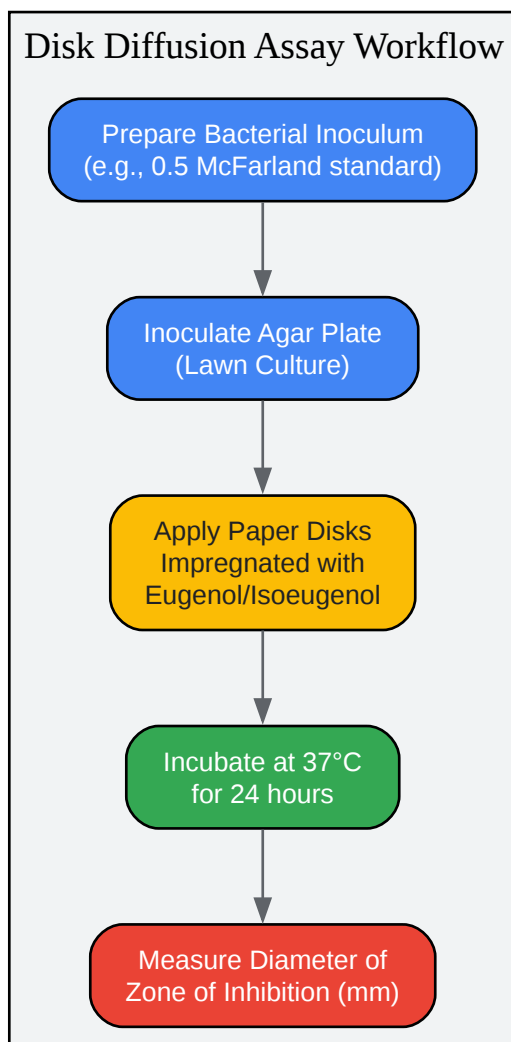 Disk Diffusion Assay Workflow
Prepare Bacterial Inoculum
(e.g., 0.5 McFarland standard)
Inoculate Agar Plate
(Lawn Culture)
Apply Paper Disks
Impregnated with
Eugenol/Isoeugenol
Incubate at 37°C
for 24 hours
Measure Diameter of
Zone of Inhibition (mm)